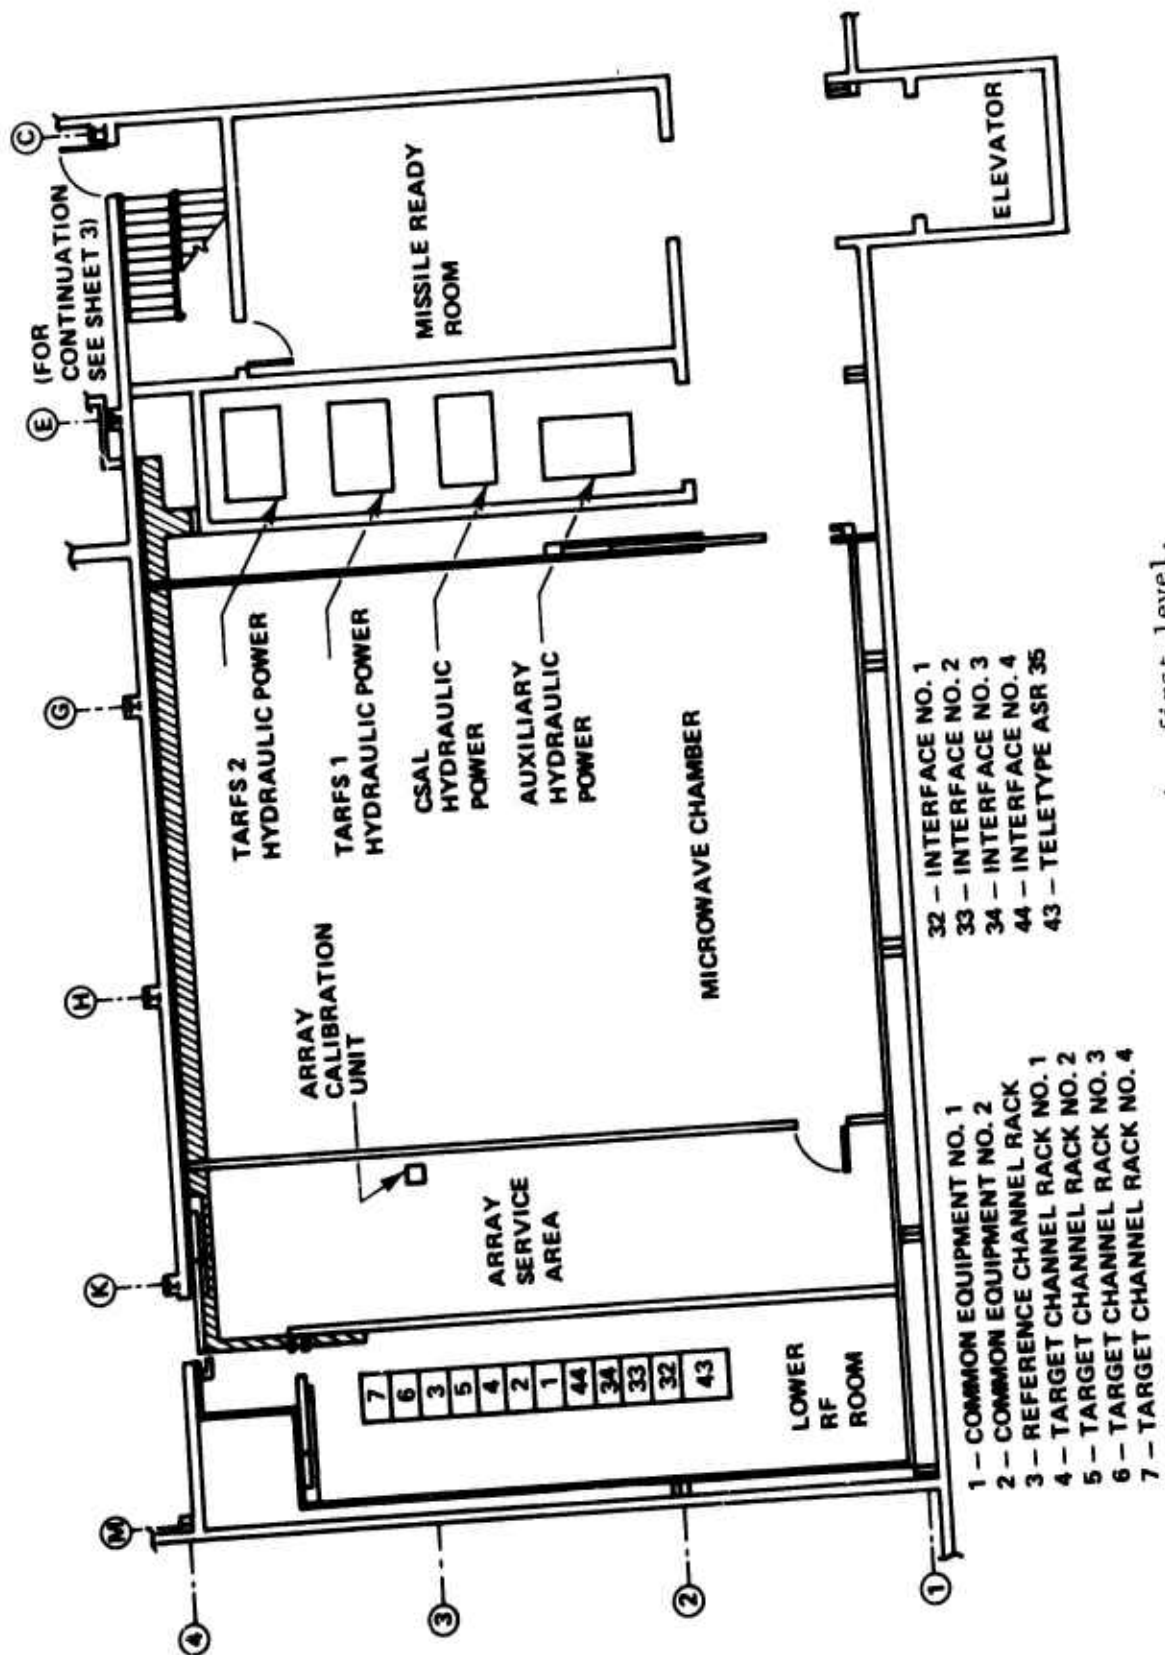 (FOR
CONTINUATION
SEE SHEET 3)
C
E
G
H
K
M
4
3
2
1
TARFS 2
HYDRAULIC POWER
TARFS 1
HYDRAULIC POWER
CSAL
HYDRAULIC
POWER
AUXILIARY
HYDRAULIC
POWER
MISSILE READY
ROOM
ELEVATOR
ARRAY
CALIBRATION
UNIT
MICROWAVE CHAMBER
ARRAY
SERVICE
AREA
7
6
3
5
4
2
1
44
34
33
32
43
LOWER
RF
ROOM
1 – COMMON EQUIPMENT NO. 1
2 – COMMON EQUIPMENT NO. 2
3 – REFERENCE CHANNEL RACK
4 – TARGET CHANNEL RACK NO. 1
5 – TARGET CHANNEL RACK NO. 2
6 – TARGET CHANNEL RACK NO. 3
7 – TARGET CHANNEL RACK NO. 4
32 – INTERFACE NO. 1
33 – INTERFACE NO. 2
34 – INTERFACE NO. 3
44 – INTERFACE NO. 4
43 – TELETYPE ASR 35
first level.